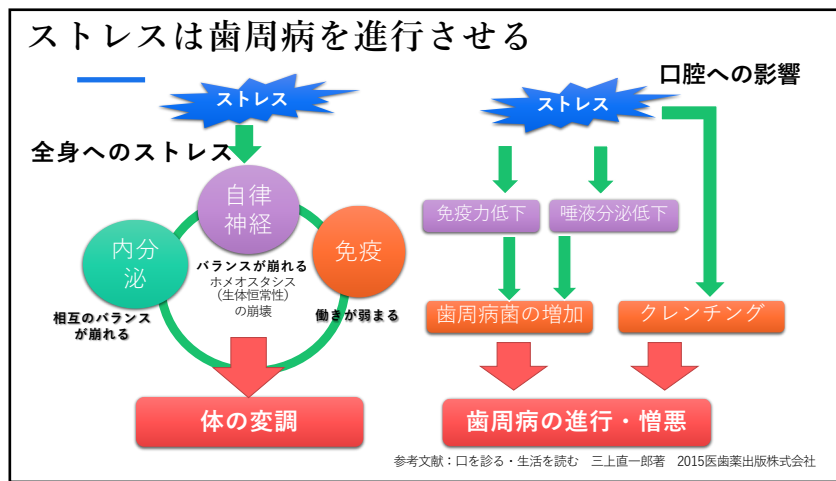 ストレスは歯周病を進行させる
ストレス
全身へのストレス
自律
神経
内分
泌
免疫
バランスが崩れる
ホメオスタシス
（生体恒常性）
の崩壊
相互のバランス
が崩れる
働きが弱まる
体の変調
口腔への影響
ストレス
免疫力低下
唾液分泌低下
歯周病菌の増加
クレンチング
歯周病の進行・憎悪
参考文献：口を診る・生活を読む　三上直一郎著　2015医歯薬出版株式会社